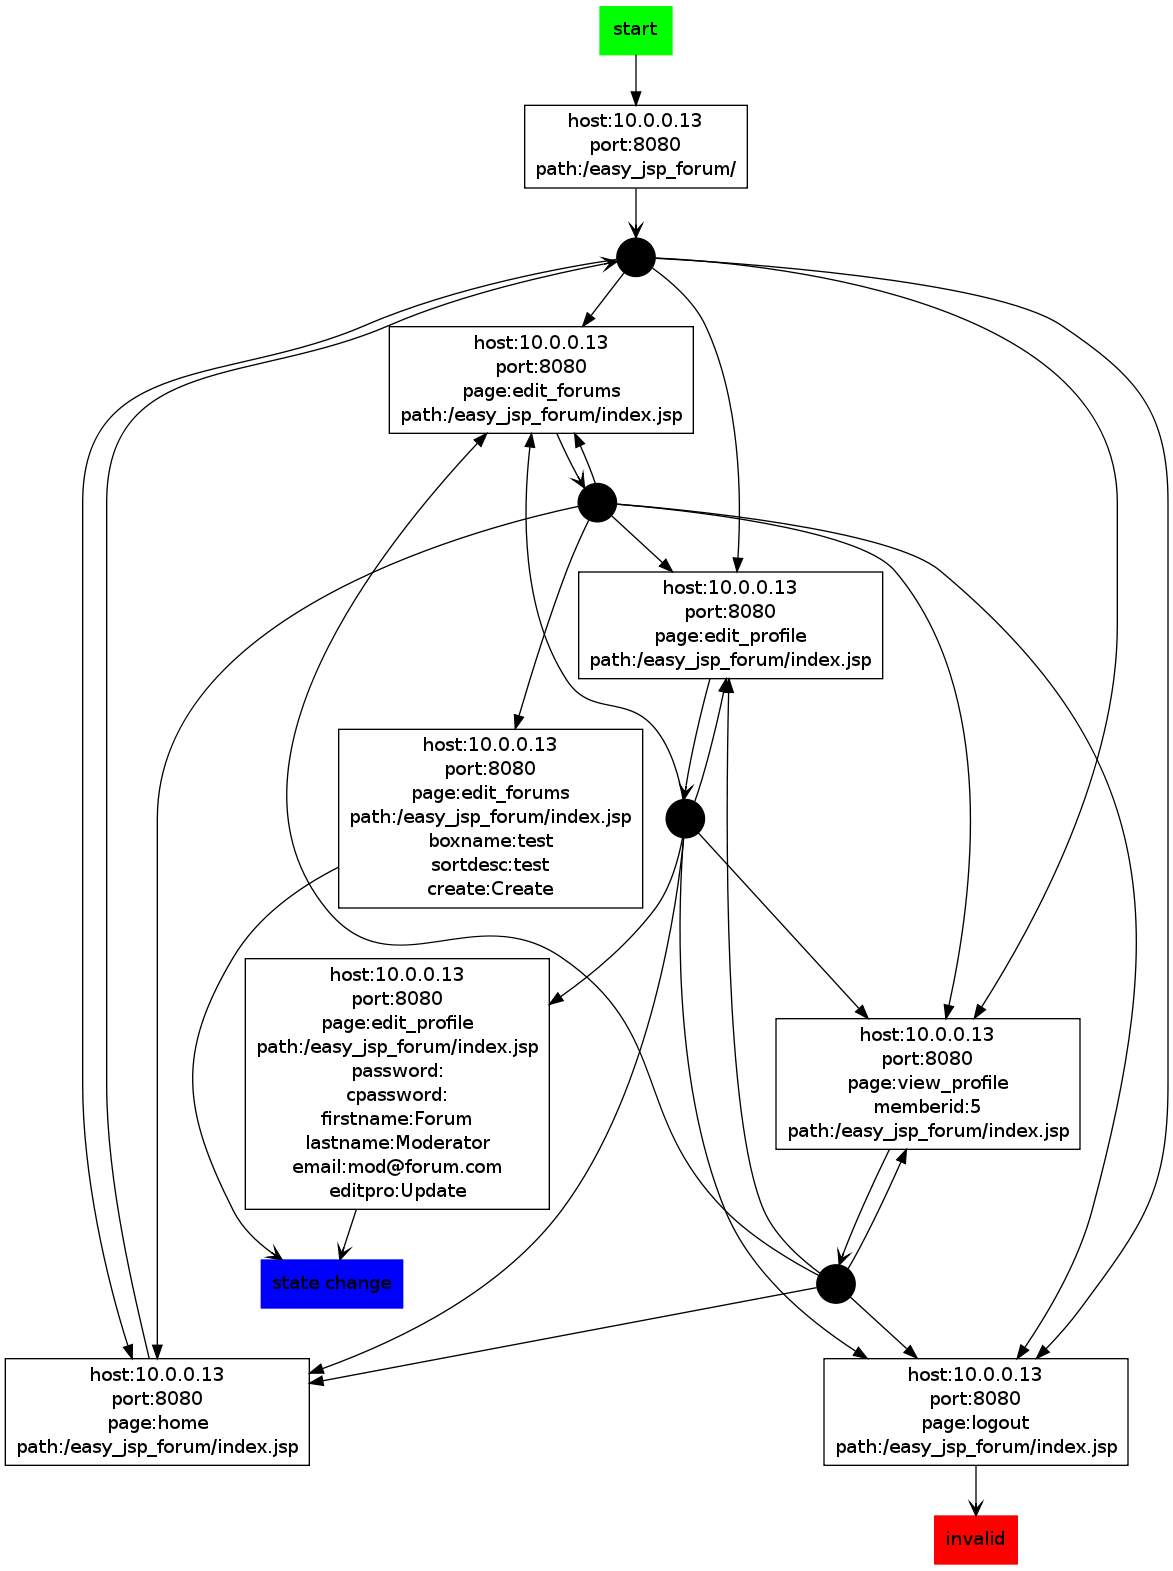 start
host:10.0.0.13
port:8080
path:/easy_jsp_forum/
host:10.0.0.13
port:8080
page:edit_forums
path:/easy_jsp_forum/index.jsp
host:10.0.0.13
port:8080
page:edit_profile
path:/easy_jsp_forum/index.jsp
host:10.0.0.13
port:8080
page:edit_forums
path:/easy_jsp_forum/index.jsp
boxname:test
sortdesc:test
create:Create
host:10.0.0.13
port:8080
page:edit_profile
path:/easy_jsp_forum/index.jsp
password:
cpassword:
firstname:Forum
lastname:Moderator
email:mod@forum.com
editpro:Update
host:10.0.0.13
port:8080
page:view_profile
memberid:5
path:/easy_jsp_forum/index.jsp
state change
host:10.0.0.13
port:8080
page:home
path:/easy_jsp_forum/index.jsp
host:10.0.0.13
port:8080
page:logout
path:/easy_jsp_forum/index.jsp
invalid